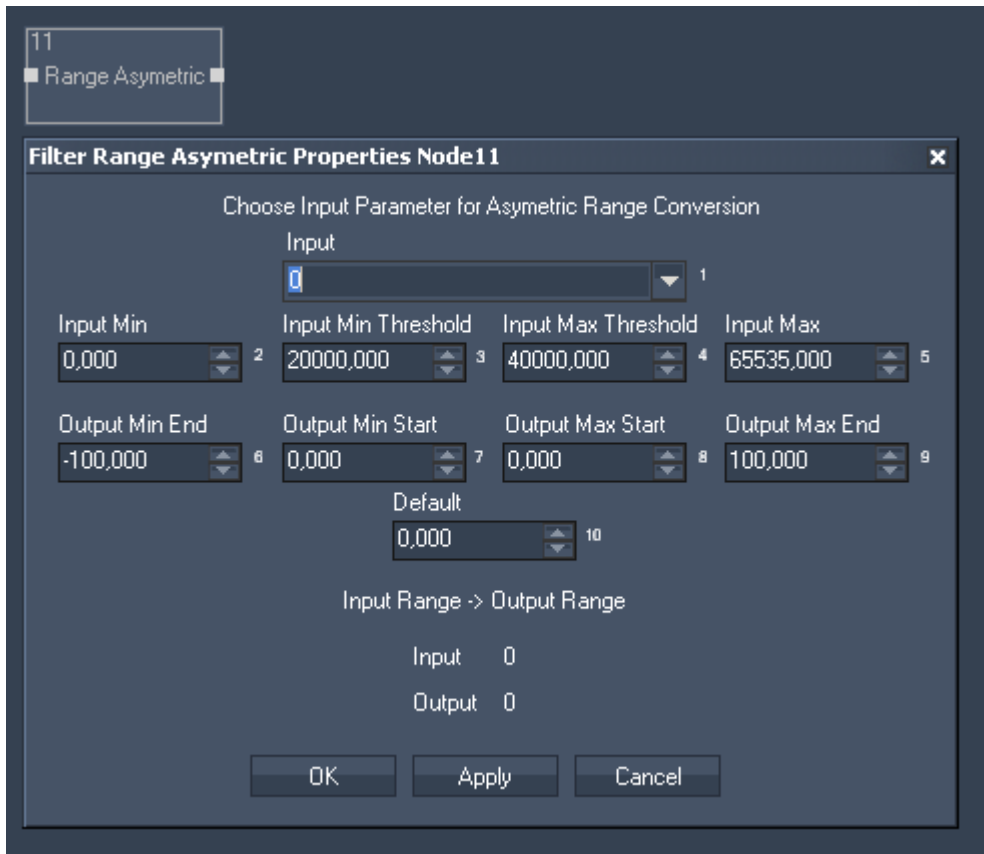 11
Range Asymetric
Filter Range Asymetric Properties Node11
Choose Input Parameter for Asymetric Range Conversion
Input
0
1
Input Min
Input Min Threshold
Input Max Threshold
Input Max
0,000
2
20000,000
3
40000,000
4
65535,000
5
Output Min End
Output Min Start
Output Max Start
Output Max End
-100,000
6
0,000
7
0,000
8
100,000
9
Default
0,000
10
Input Range -> Output Range
Input 0
Output 0
OK
Apply
Cancel